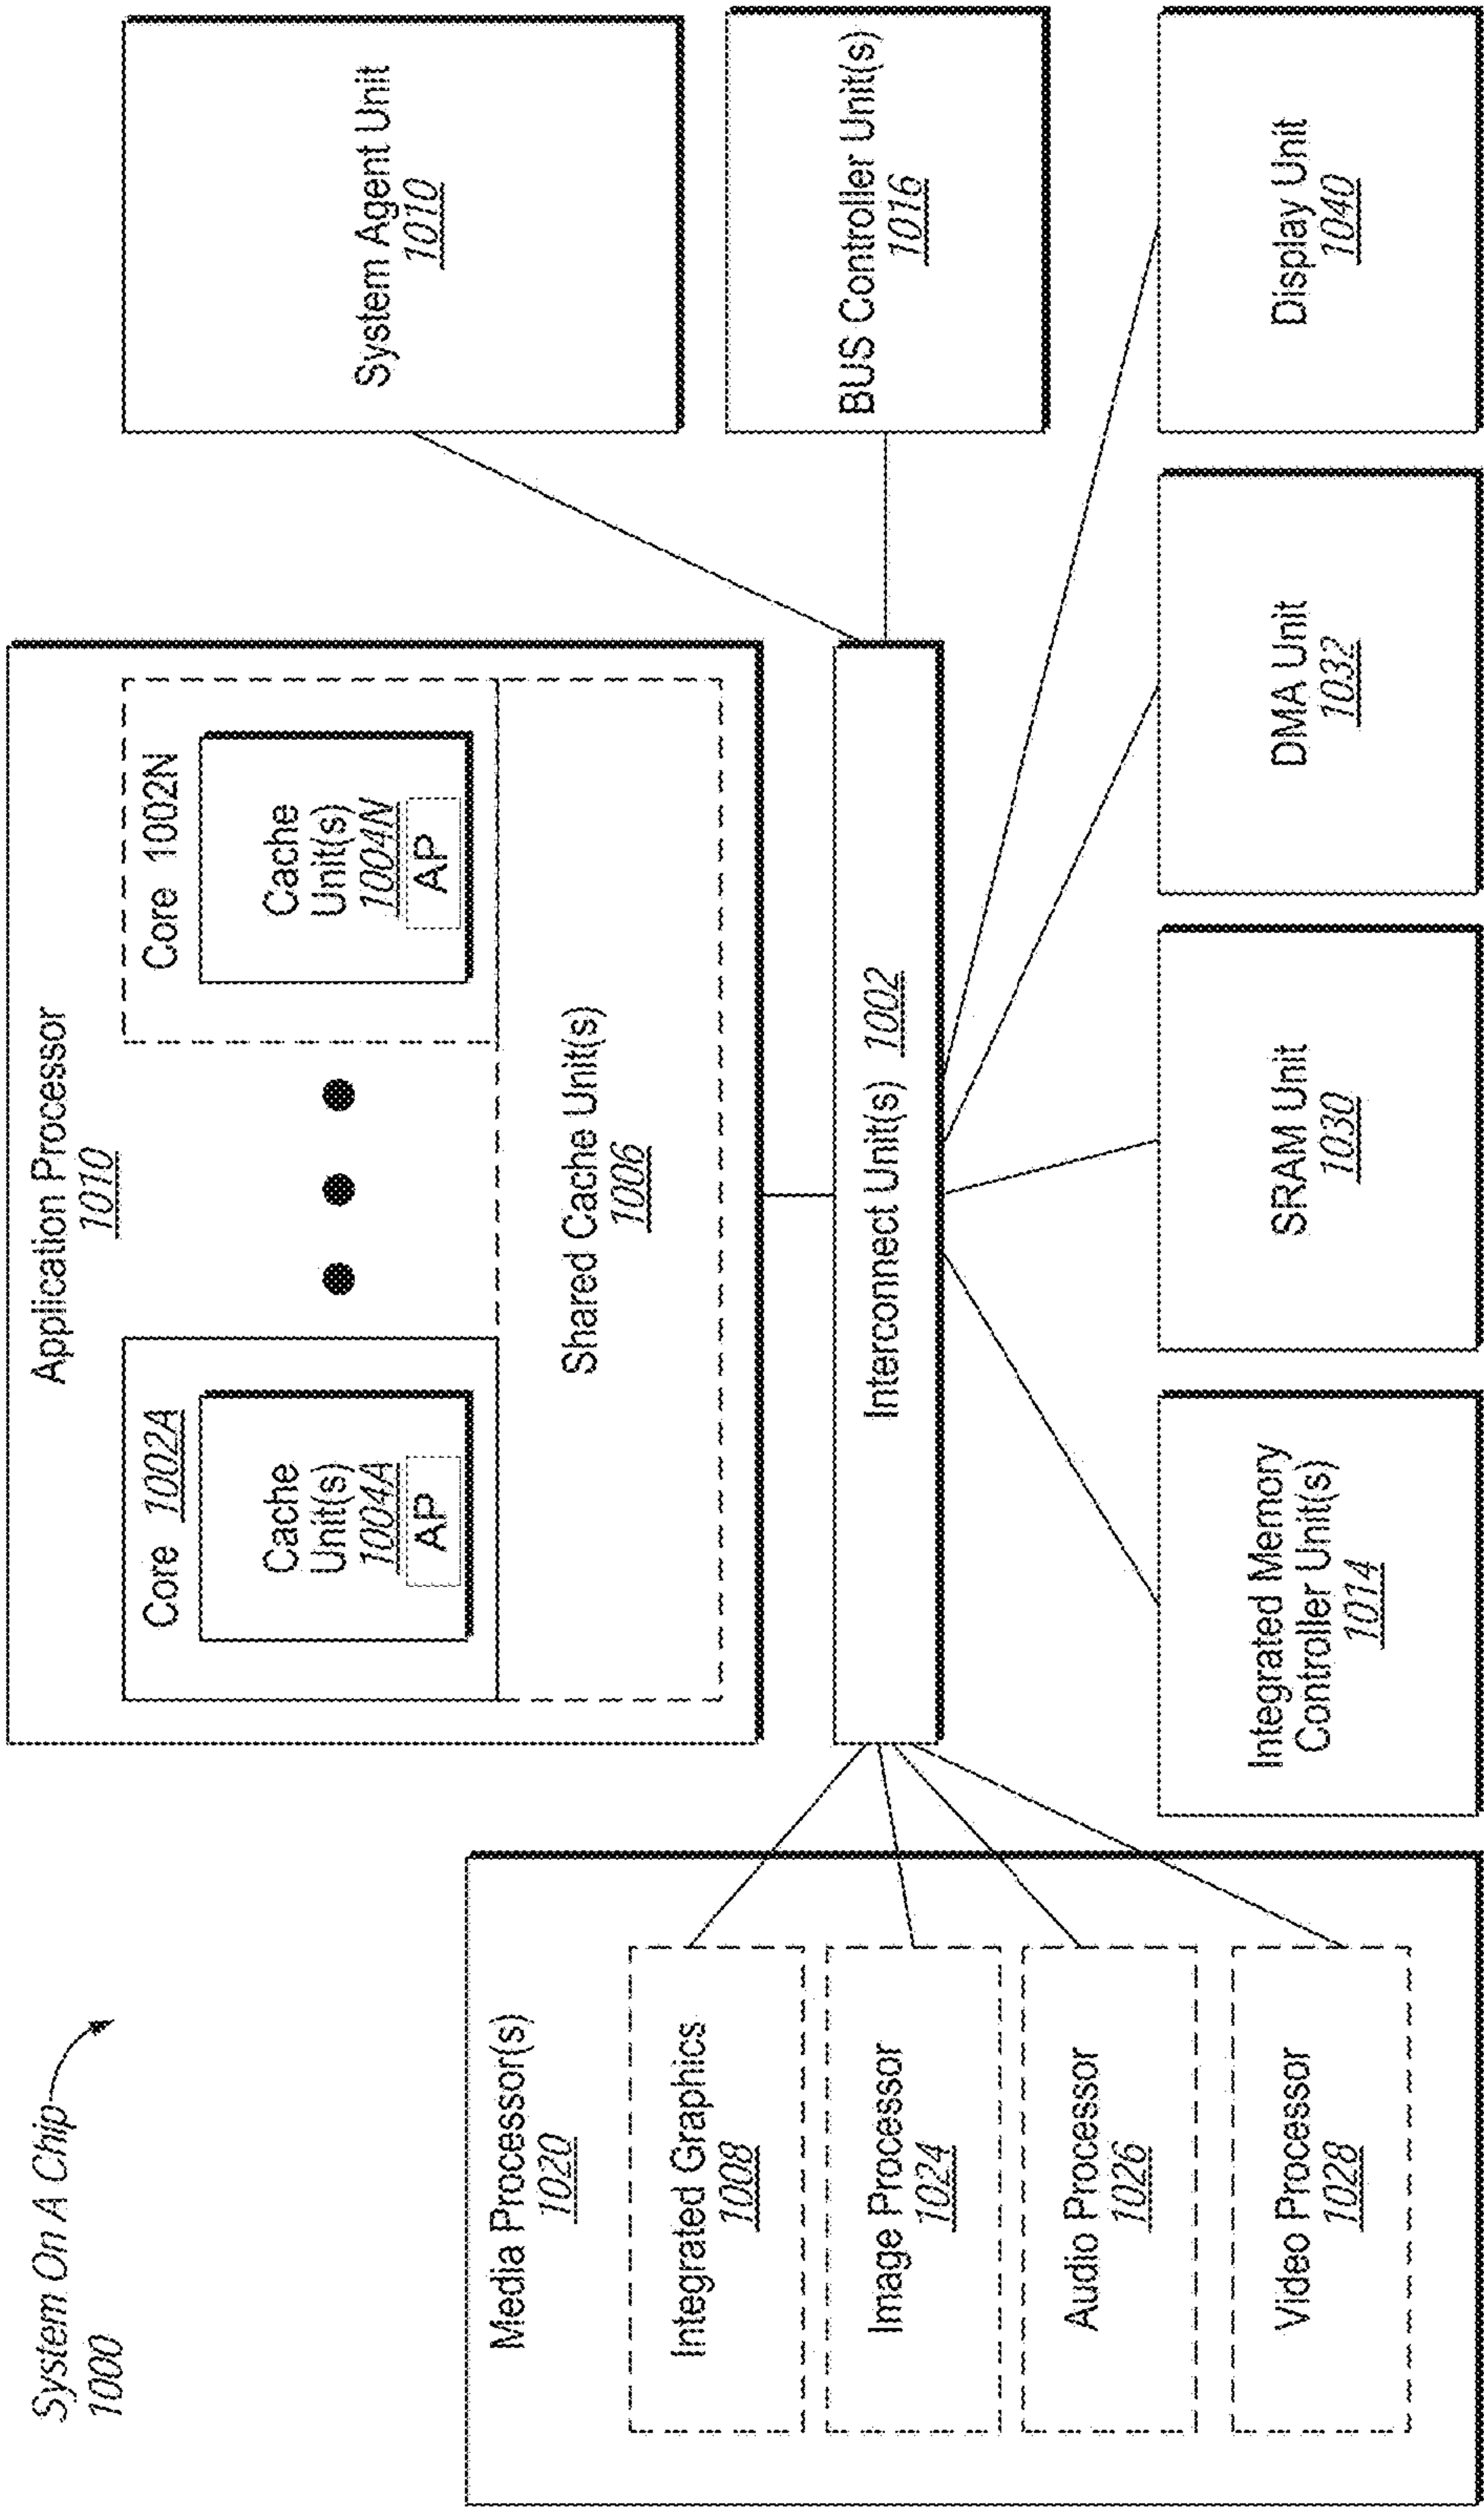 System On A Chip
1000
Application Processor
1010
Core 1002A
Cache
Unit(s)
1004A
AP
Core 1002N
Cache
Unit(s)
1004N
AP
Shared Cache Unit(s)
1006
System Agent Unit
1010
Media Processor(s)
1020
Integrated Graphics
1008
Image Processor
1024
Audio Processor
1026
Video Processor
1028
Interconnect Unit(s) 1002
BUS Controller Unit(s)
1016
Integrated Memory
Controller Unit(s)
1014
SRAM Unit
1030
DMA Unit
1032
Display Unit
1040